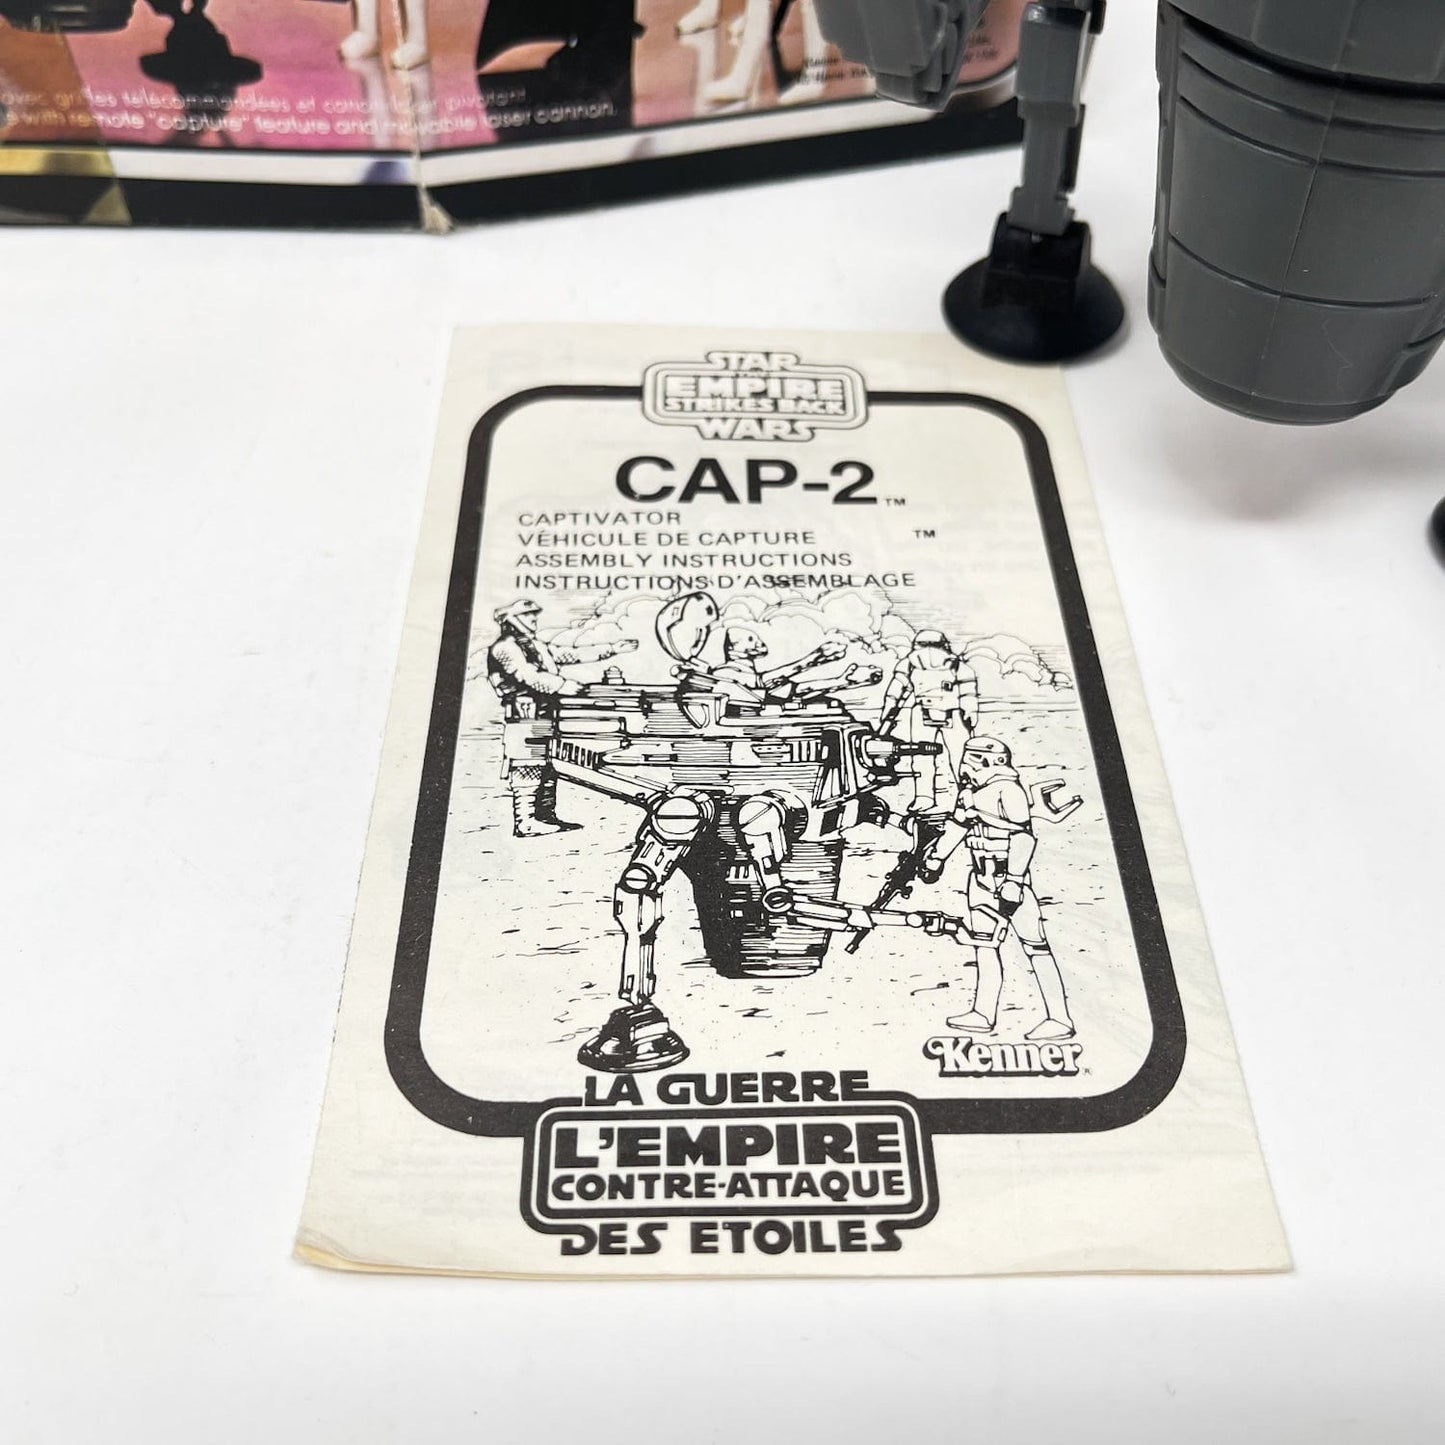 avec griffes télécommandées et canon laser pivotant.
with remote "capture" feature and movable laser cannon.
STAR
THE
EMPIRE
STRIKES BACK
WARS
CAP-2™
CAPTIVATOR
VÉHICULE DE CAPTURE ™
ASSEMBLY INSTRUCTIONS
INSTRUCTIONS D'ASSEMBLAGE
Kenner®
LA GUERRE
L'EMPIRE
CONTRE-ATTAQUE
DES ETOILES